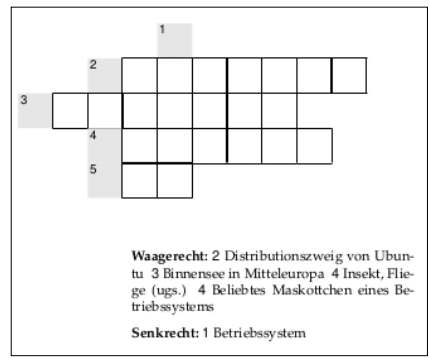 1
2
3
4
5
Waagerecht: 2 Distributionszweig von Ubun-
tu 3 Binnensee in Mitteleuropa 4 Insekt, Flie-
ge (ugs.) 4 Beliebtes Maskottchen eines Be-
triebssystems
Senkrecht: 1 Betriebssystem